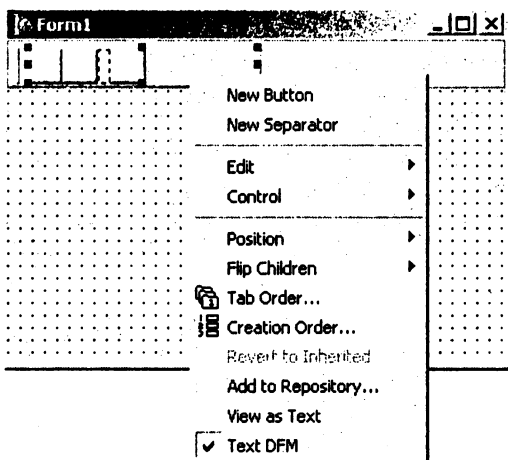 Form1
New Button
New Separator
Edit
Control
Position
Flip Children
Tab Order...
Creation Order...
Revert to Inherited
Add to Repository...
View as Text
Text DFM